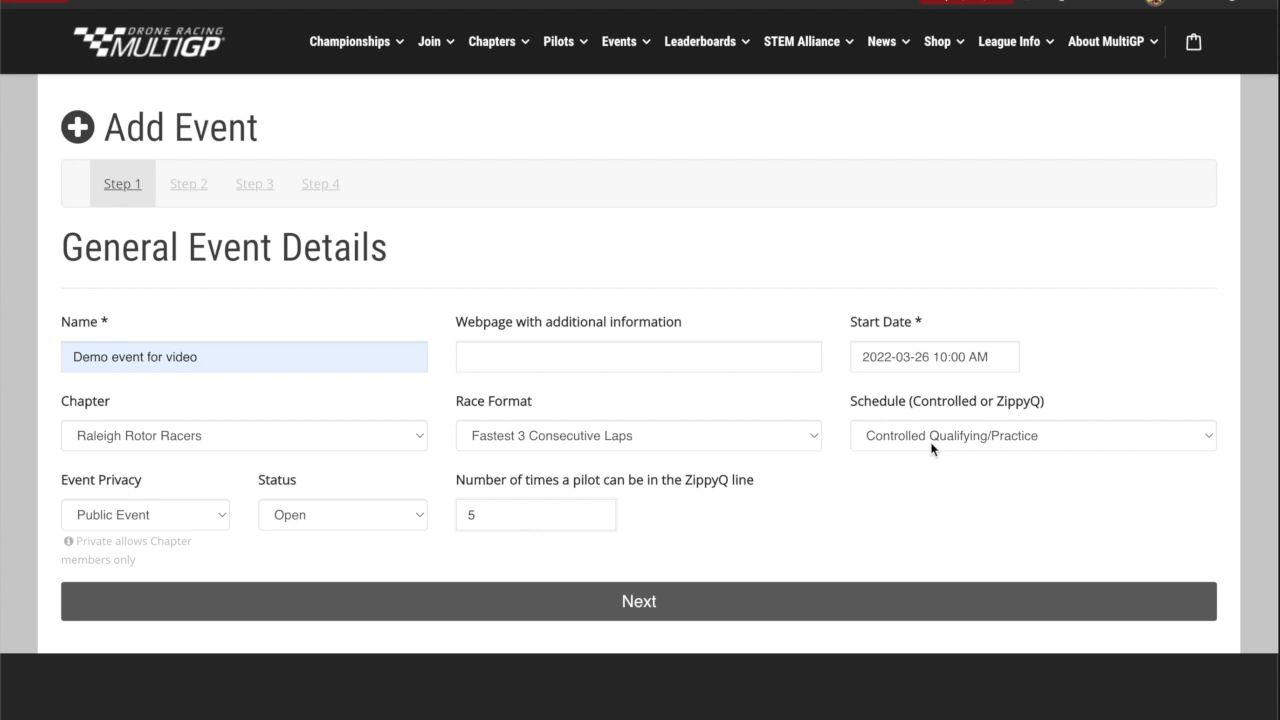 DRONE RACING
MULTIGP
Championships
Join
Chapters
Pilots
Events
Leaderboards
STEM Alliance
News
Shop
League Info
About MultiGP
Add Event
Step 1
Step 2
Step 3
Step 4
General Event Details
Name *
Webpage with additional information
Start Date *
Demo event for video
2022-03-26 10:00 AM
Chapter
Race Format
Schedule (Controlled or ZippyQ)
Raleigh Rotor Racers
Fastest 3 Consecutive Laps
Controlled Qualifying/Practice
Event Privacy
Status
Number of times a pilot can be in the ZippyQ line
Public Event
Open
5
Private allows Chapter
members only
Next